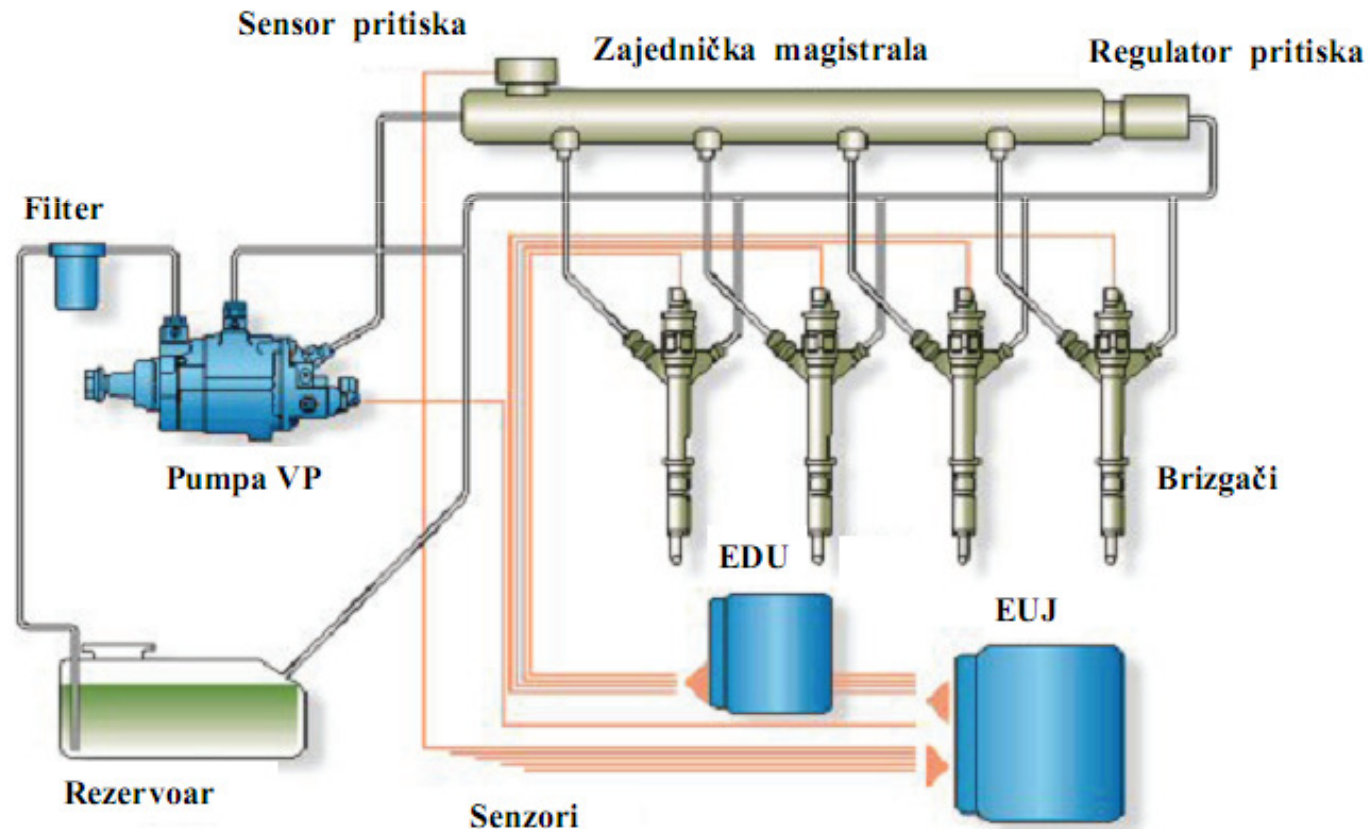 Sensor pritiska
Zajednička magistrala
Regulator pritiska
Filter
Pumpa VP
Brizgači
EDU
EUJ
Rezervoar
Senzori